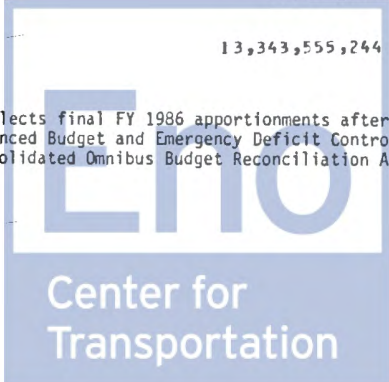 13,343,555,244
lects final FY 1986 apportionments after
nced Budget and Emergency Deficit Contro
olidated Omnibus Budget Reconciliation A
Eno
Center for
Transportation